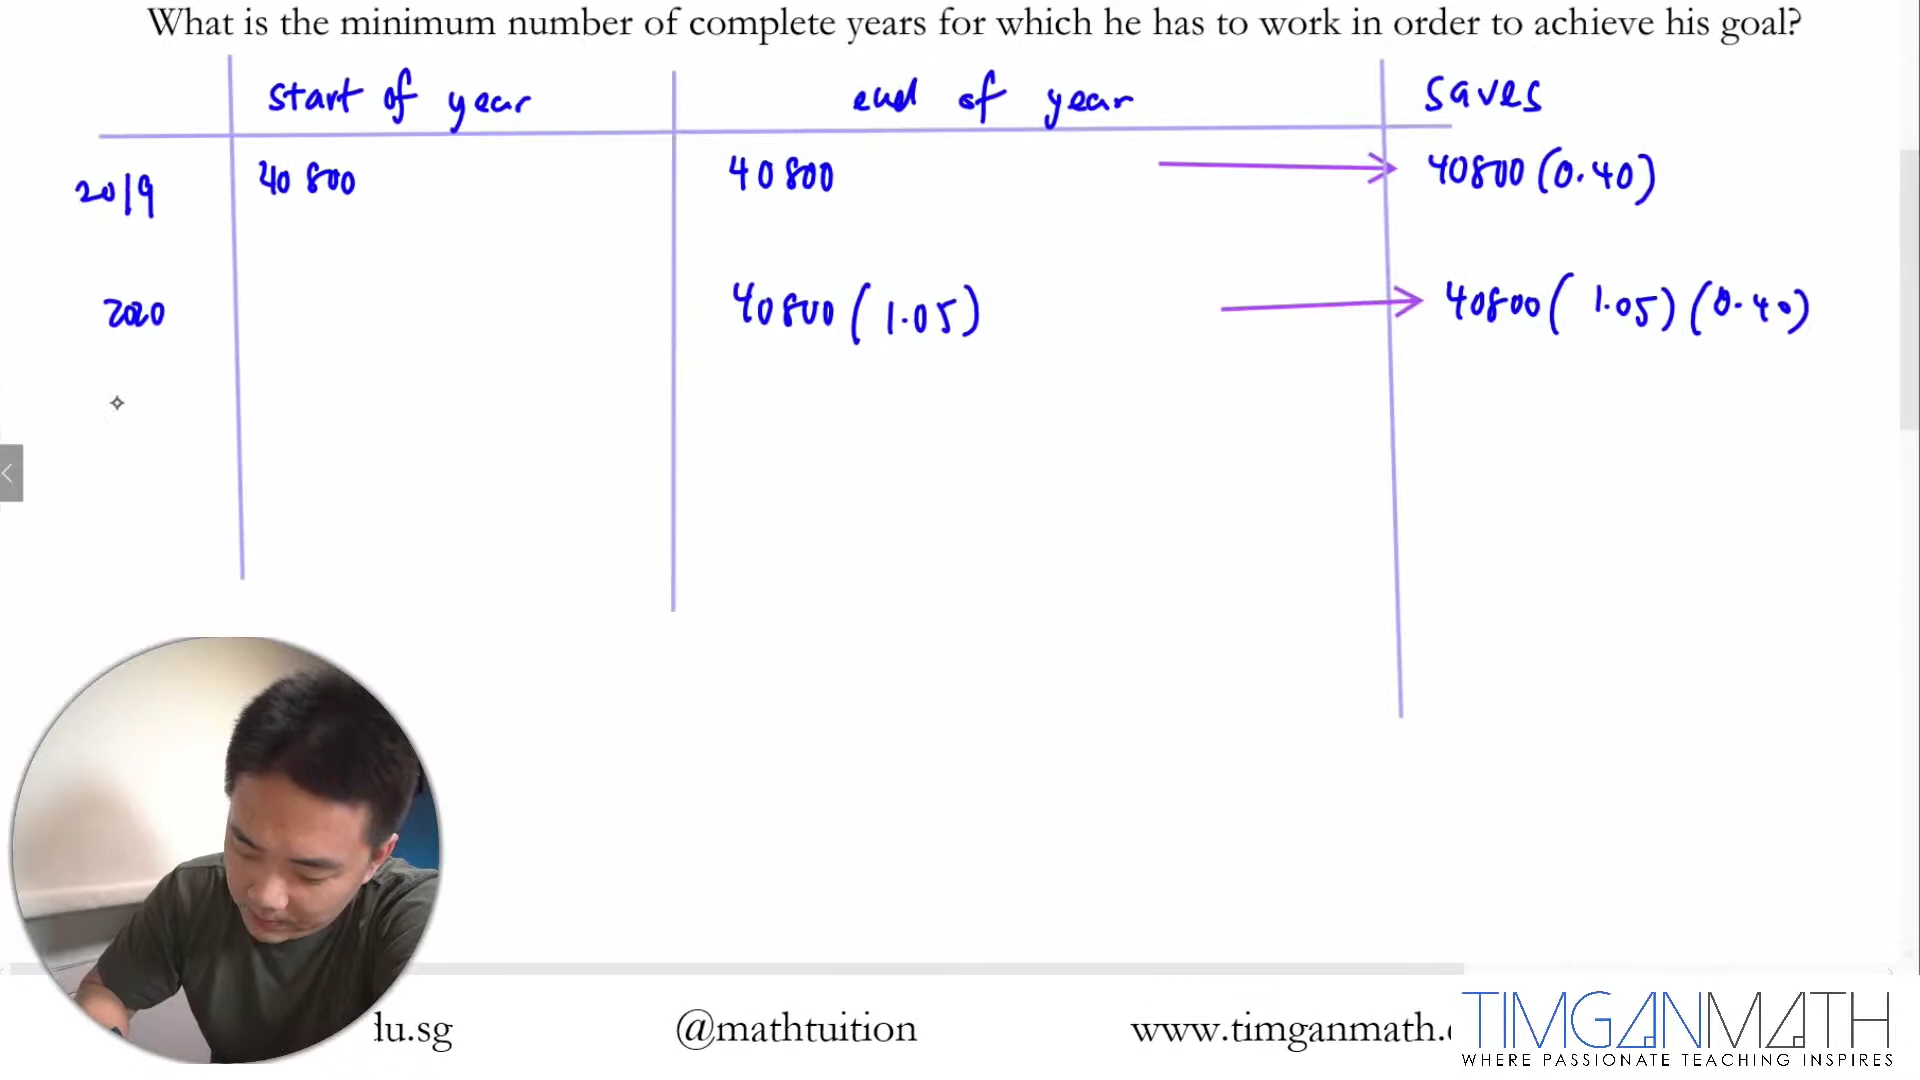 What is the minimum number of complete years for which he has to work in order to achieve his goal?
start of year end of year saves
2019 40 800 40 800 40800 (0.40)
2020 40800 (1.05) 40800 (1.05) (0.40)
du.sg @mathtuition www.timganmath.
TIMGANMATH
WHERE PASSIONATE TEACHING INSPIRES